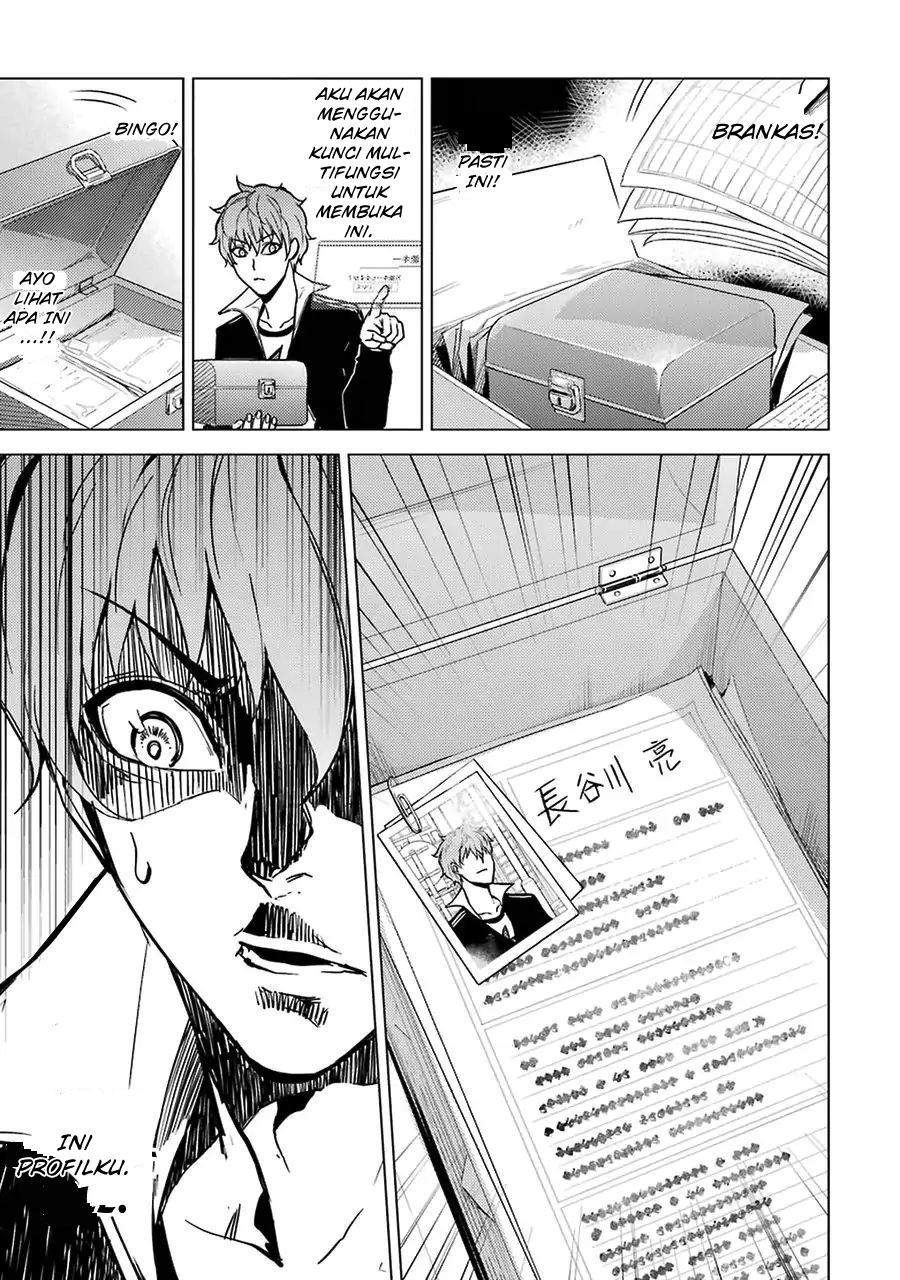 BRANKAS!
PASTI
INI!
AKU AKAN
MENGGU-
NAKAN
KUNCI MUL-
TIFUNGSI
UNTUK
MEMBUKA
INI.
BINGO!
AYO
LIHAT
APA INI
...!!
長谷川 亮
INI
PROFILKU.